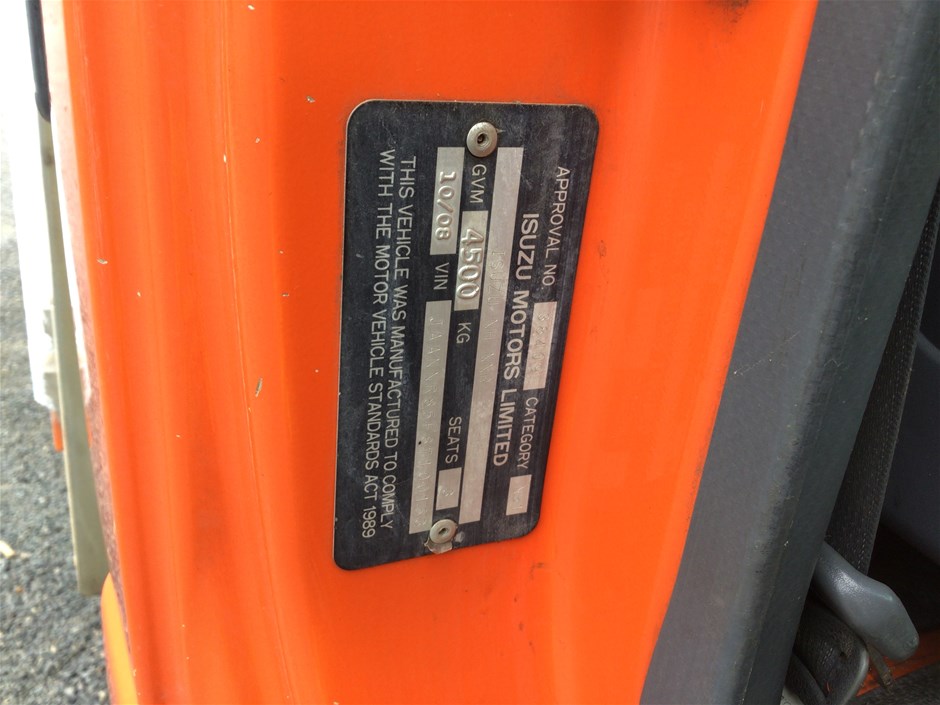 APPROVAL NO. CATEGORY
ISUZU MOTORS LIMITED
GVM 4500 KG SEATS 3
10/08 VIN
THIS VEHICLE WAS MANUFACTURED TO COMPLY
WITH THE MOTOR VEHICLE STANDARDS ACT 1989